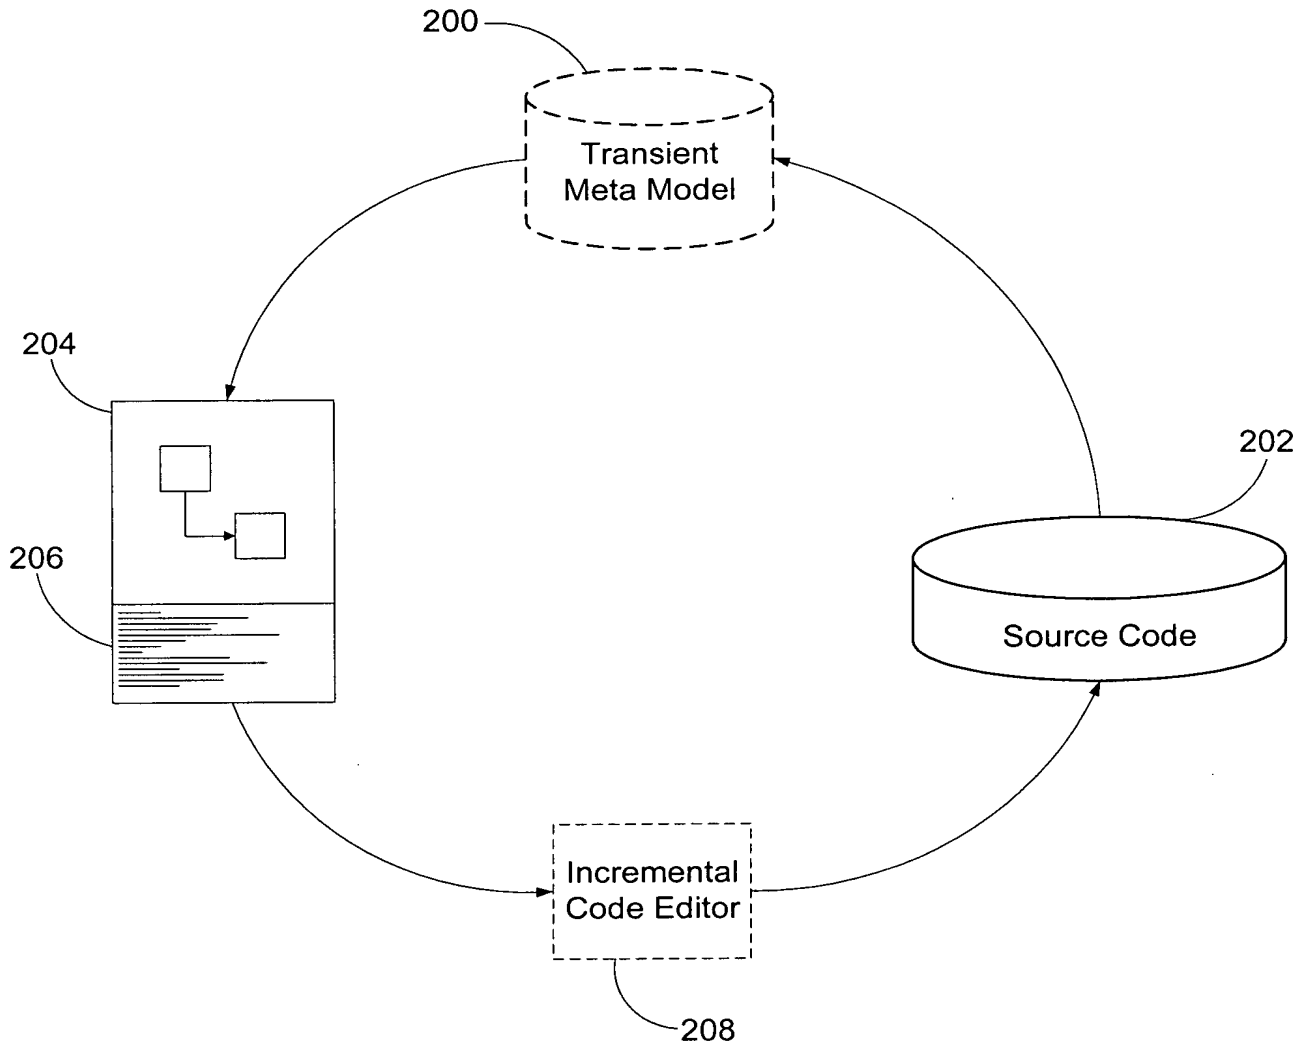 200
Transient
Meta Model
204
202
206
Source Code
Incremental
Code Editor
208